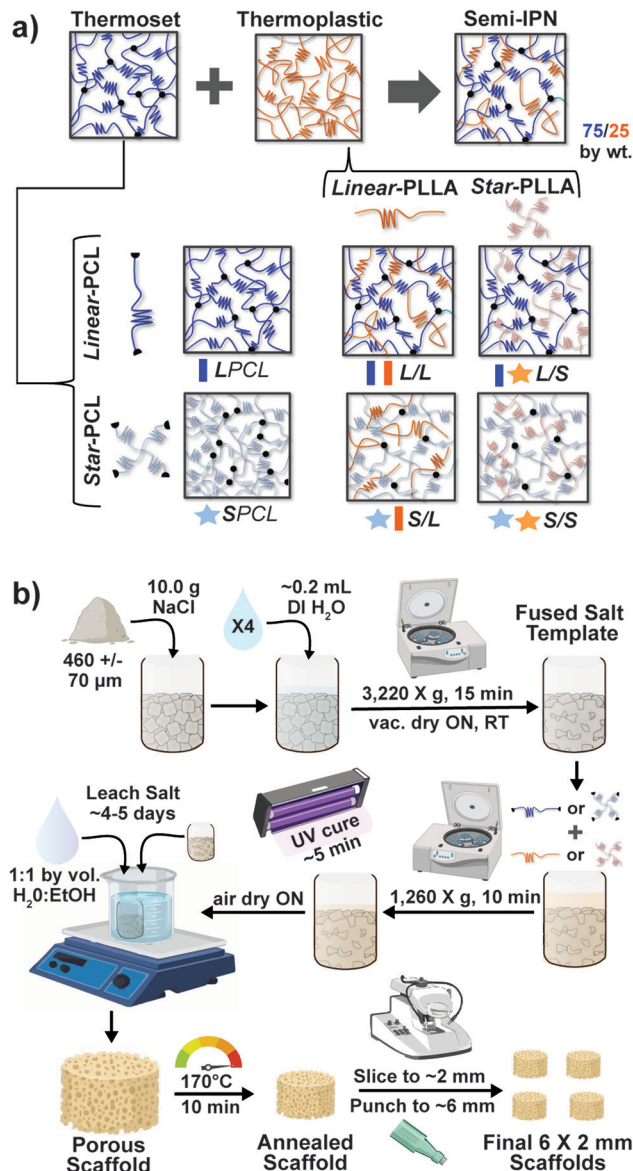 a)
Thermoset
Thermoplastic
Semi-IPN
75/25
by wt.
Linear-PLLA
Star-PLLA
Linear-PCL
LPCL
L/L
L/S
Star-PCL
SPCL
S/L
S/S
b)
10.0 g
NaCl
460 +/-
70 µm
X4
~0.2 mL
DI H₂O
3,220 X g, 15 min
vac. dry ON, RT
Fused Salt
Template
or
+
or
1,260 X g, 10 min
UV cure
~5 min
air dry ON
Leach Salt
~4-5 days
1:1 by vol.
H₂0:EtOH
Porous
Scaffold
170°C
10 min
Annealed
Scaffold
Slice to ~2 mm
Punch to ~6 mm
Final 6 X 2 mm
Scaffolds